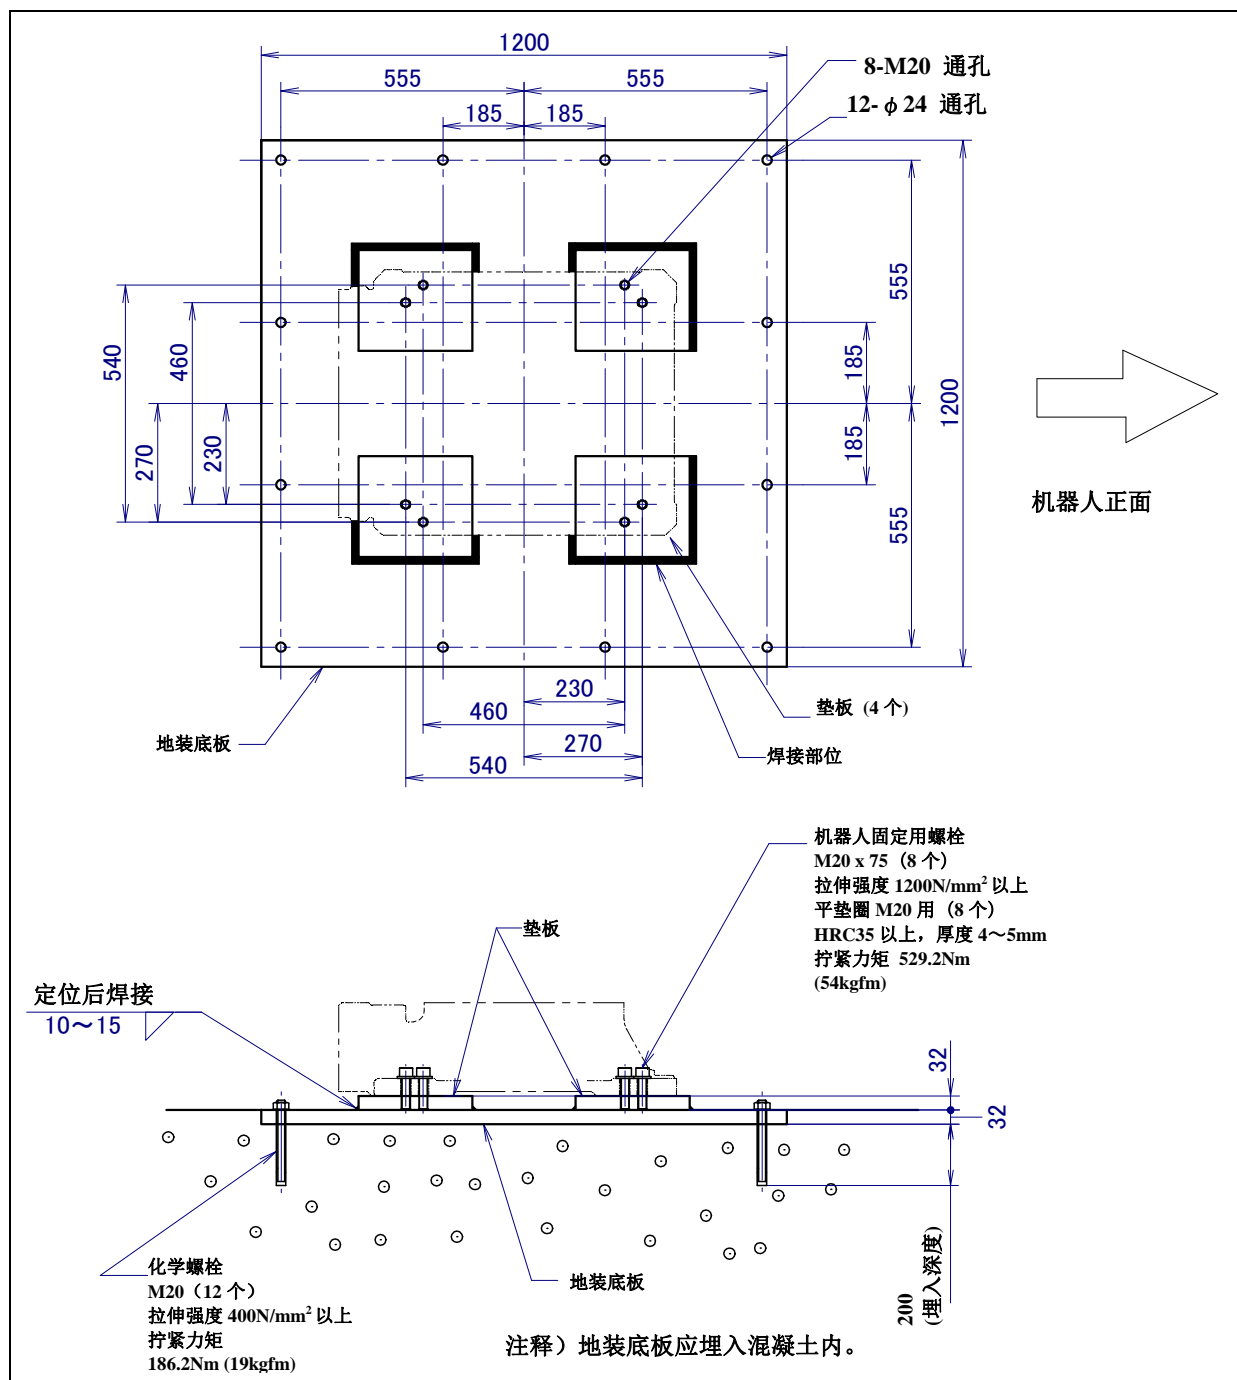 1200
555
555
8-M20 通孔
185
185
12-φ24 通孔
540
460
270
230
555
185
1200
185
555
机器人正面
230
460
270
540
垫板 (4 个)
地装底板
焊接部位
机器人固定用螺栓
M20 x 75（8 个）
拉伸强度 1200N/mm² 以上
平垫圈 M20 用（8 个）
HRC35 以上，厚度 4～5mm
拧紧力矩 529.2Nm
(54kgfm)
垫板
定位后焊接
10～15
32
32
200
(埋入深度)
化学螺栓
M20（12 个）
拉伸强度 400N/mm² 以上
拧紧力矩
186.2Nm (19kgfm)
地装底板
注释）地装底板应埋入混凝土内。